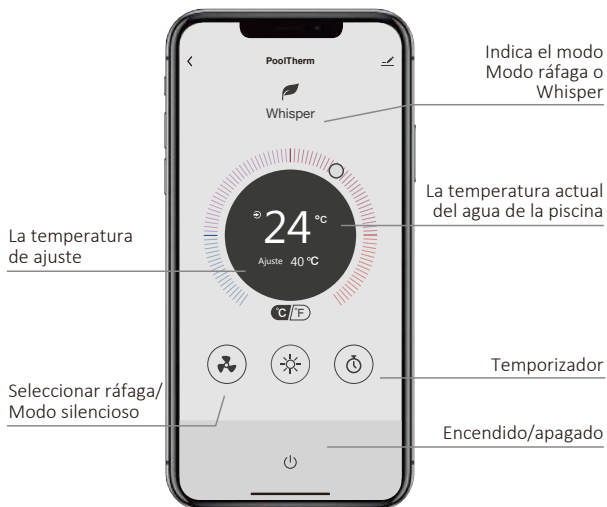 PoolTherm
Whisper
24 °C
Ajuste 40 °C
°C/°F
Indica el modo
Modo ráfaga o
Whisper
La temperatura actual
del agua de la piscina
La temperatura
de ajuste
Temporizador
Seleccionar ráfaga/
Modo silencioso
Encendido/apagado